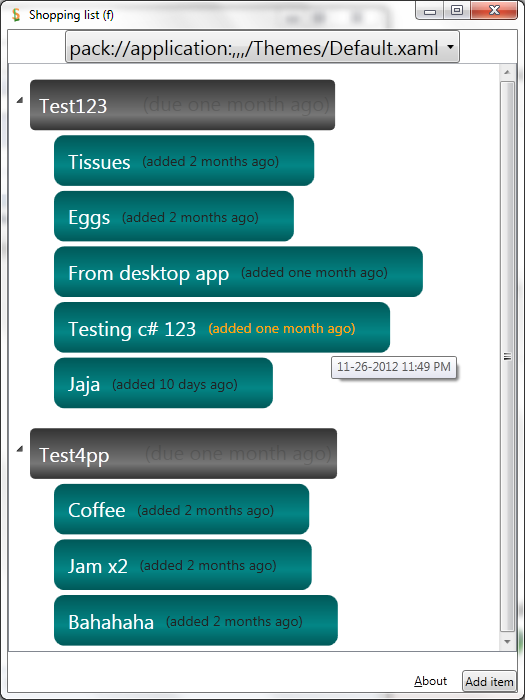 Shopping list (f)
pack://application:,,,/Themes/Default.xaml
Test123 (due one month ago)
Tissues (added 2 months ago)
Eggs (added 2 months ago)
From desktop app (added one month ago)
Testing c# 123 (added one month ago)
11-26-2012 11:49 PM
Jaja (added 10 days ago)
Test4pp (due one month ago)
Coffee (added 2 months ago)
Jam x2 (added 2 months ago)
Bahahaha (added 2 months ago)
About Add item